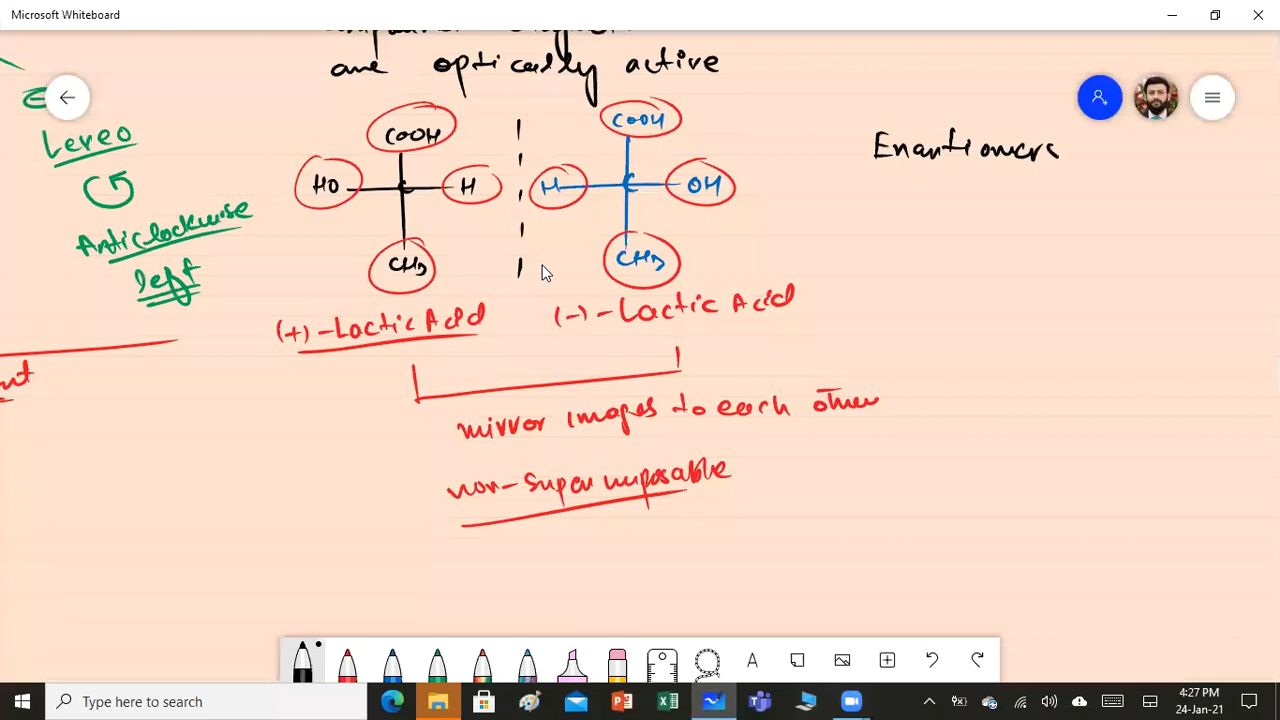 Microsoft Whiteboard
are optically active
Lereo
Anticlockwise
left
COOH
HO C H
CH3
(+)-Lactic Acid
COOH
H C OH
CH3
(-)-Lactic Acid
mirror images to each other
non-Superimposable
Enantiomers
Type here to search
4:27 PM
24-Jan-21